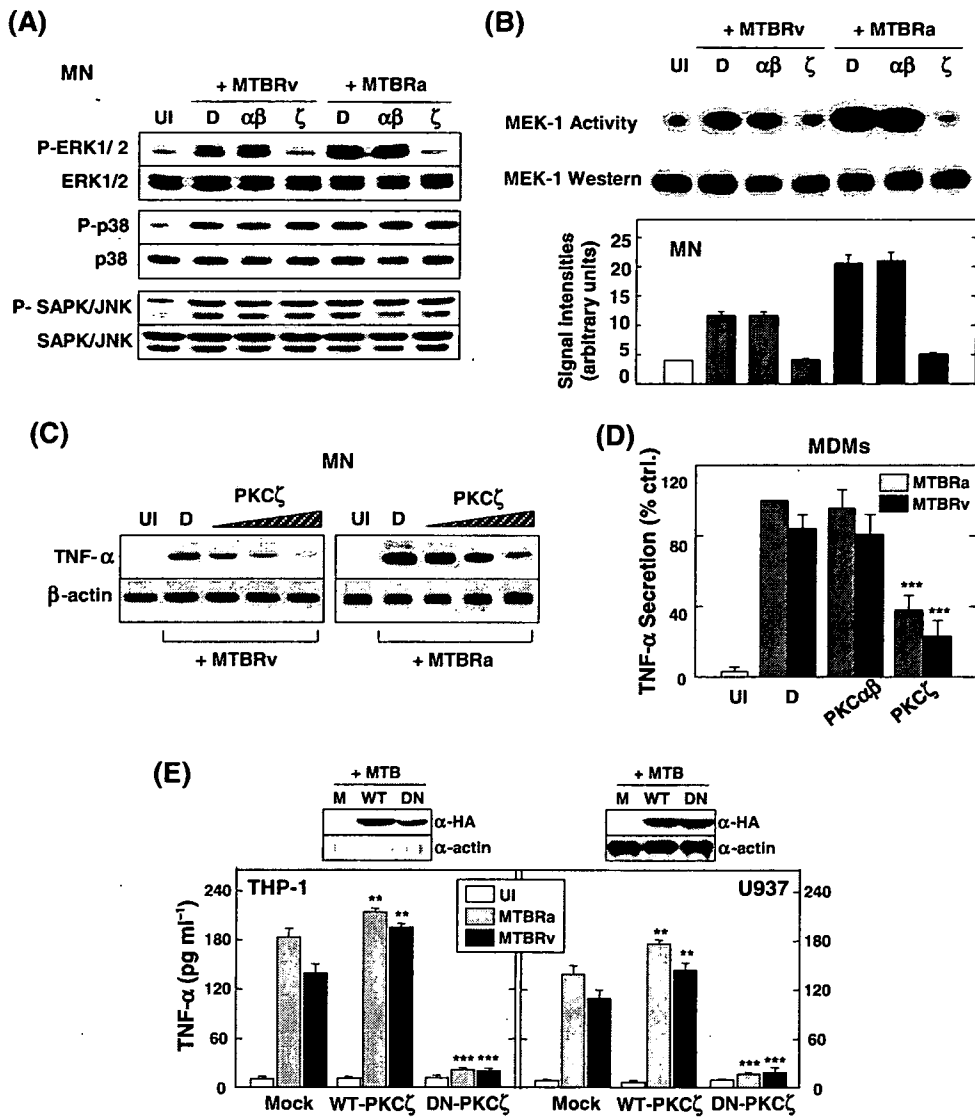 (A)
MN
+ MTBRv + MTBRa
UI D αβ ζ D αβ ζ
P-ERK1/2
ERK1/2
P-p38
p38
P- SAPK/JNK
SAPK/JNK
(B)
+ MTBRv + MTBRa
UI D αβ ζ D αβ ζ
MEK-1 Activity
MEK-1 Western
MN
Signal intensities
(arbitrary units)
25
20
15
10
5
0
(C)
MN
PKCζ PKCζ
UI D UI D
TNF-α
β-actin
+ MTBRv + MTBRa
(D)
MDMs
MTBRa
MTBRv
TNF-α Secretion (% ctrl.)
120
80
40
0
*** ***
UI D PKCαβ PKCζ
(E)
+ MTB + MTB
M WT DN M WT DN
α-HA α-HA
α-actin α-actin
THP-1 U937
UI
MTBRa
MTBRv
TNF-α (pg ml⁻¹)
240 240
180 180
120 120
60 60
0 0
** ** ** **
*** *** *** ***
Mock WT-PKCζ DN-PKCζ Mock WT-PKCζ DN-PKCζ